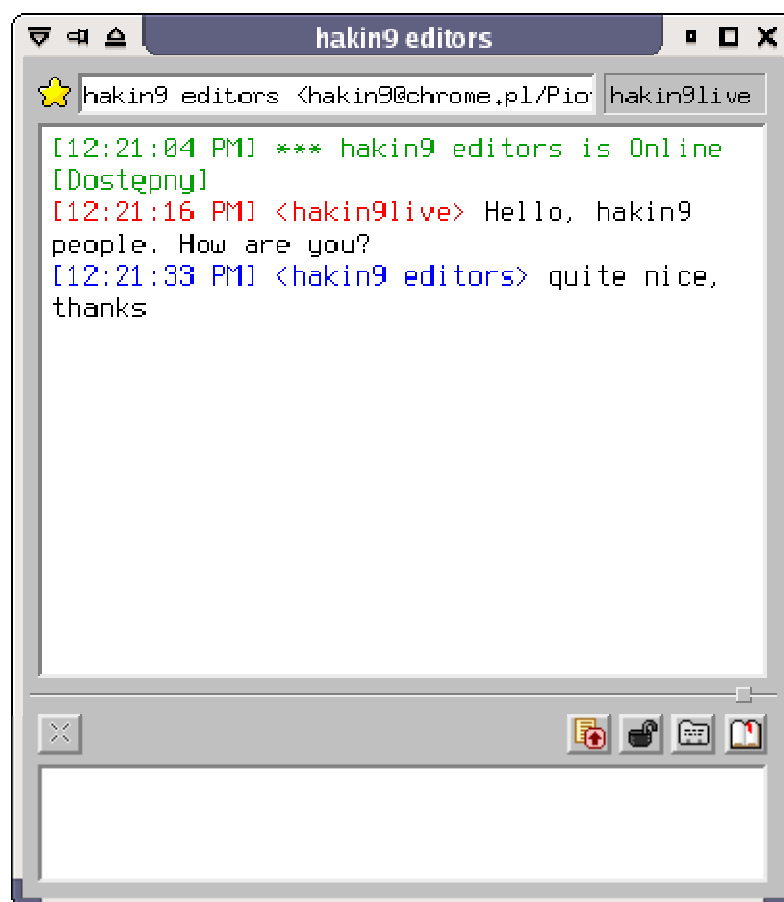 hakin9 editors
hakin9 editors <hakin9@chrome.pl/Pio hakin9live
[12:21:04 PM] *** hakin9 editors is Online
[Dostępny]
[12:21:16 PM] <hakin9live> Hello, hakin9
people. How are you?
[12:21:33 PM] <hakin9 editors> quite nice,
thanks